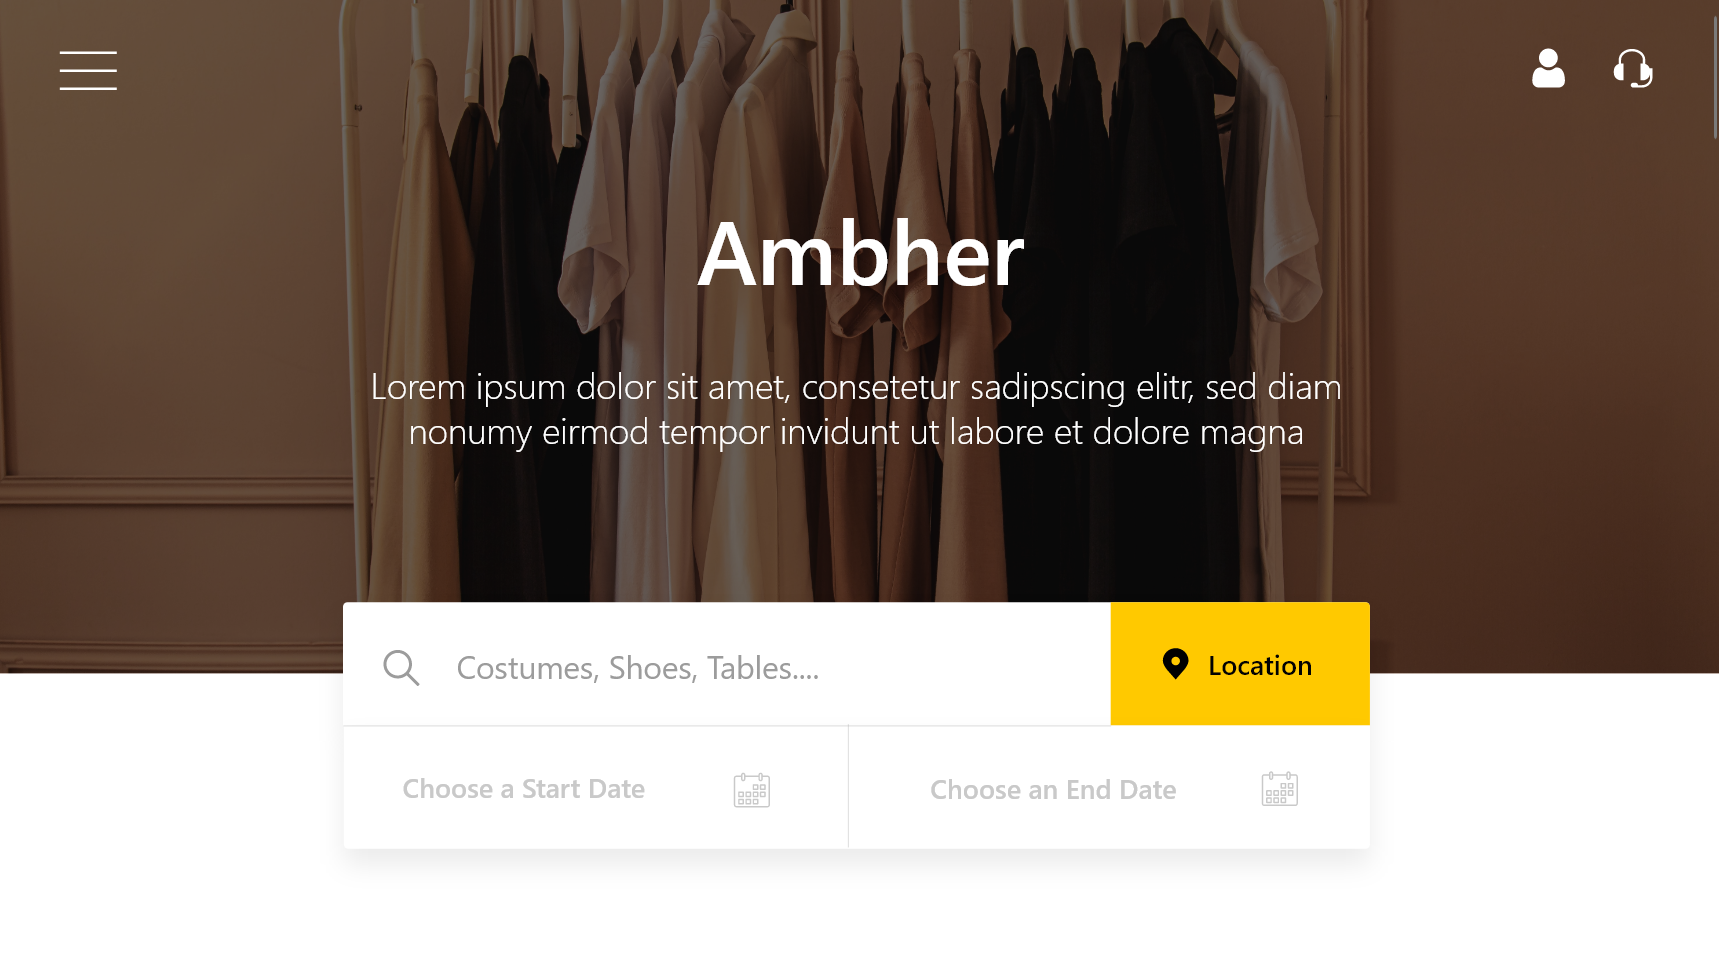 Ambher
Lorem ipsum dolor sit amet, consetetur sadipscing elitr, sed diam
nonumy eirmod tempor invidunt ut labore et dolore magna
Costumes, Shoes, Tables....
Location
Choose a Start Date
Choose an End Date